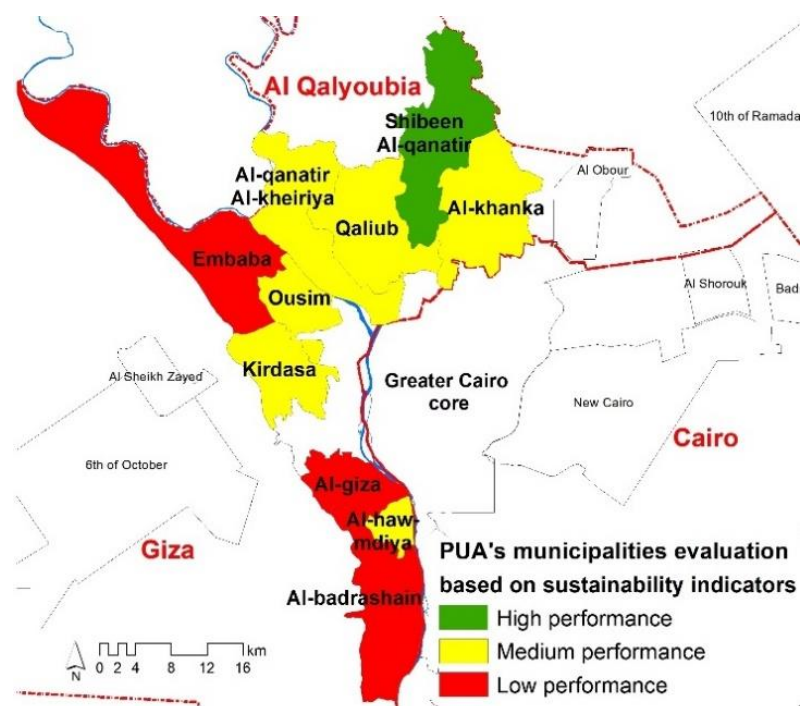 Al Qalyoubia
10th of Ramada
Shibeen
Al-qanatir
Al Obour
Al-qanatir
Al-kheiriya
Al-khanka
Qaliub
Embaba
Al Shorouk
Bad
Ousim
Kirdasa
Al Sheikh Zayed
Greater Cairo
core
New Cairo
Cairo
6th of October
Al-giza
Al-haw-
mdiya
Giza
Al-badrashain
PUA's municipalities evaluation
based on sustainability indicators
High performance
Medium performance
Low performance
km
0 2 4 8 12 16
N